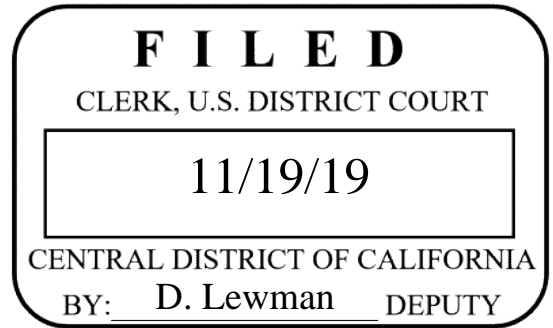 F I L E D
CLERK, U.S. DISTRICT COURT
11/19/19
CENTRAL DISTRICT OF CALIFORNIA
BY: D. Lewman DEPUTY